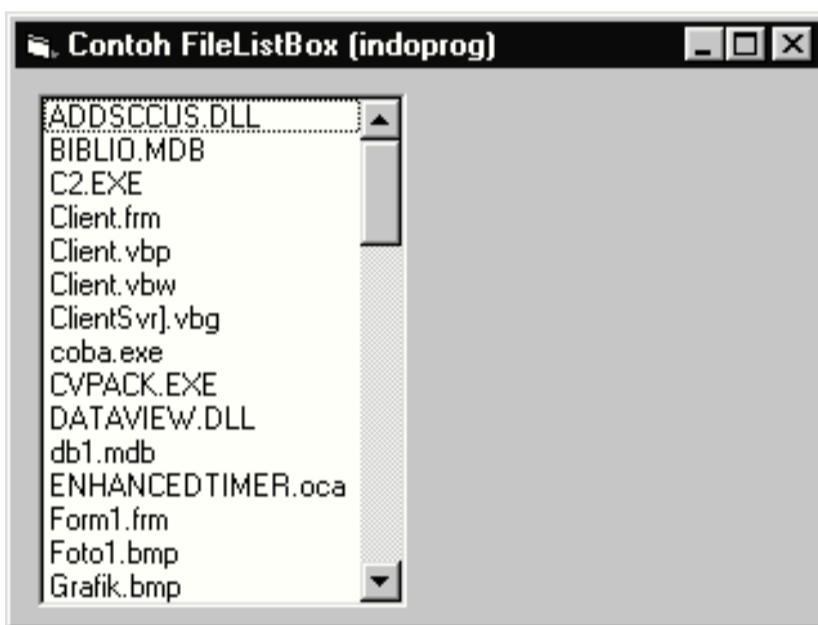 Contoh FileListBox (indoprog)
ADDSCCUS.DLL
BIBLIO.MDB
C2.EXE
Client.frm
Client.vbp
Client.vbw
ClientSvr].vbg
coba.exe
CVPACK.EXE
DATAVIEW.DLL
db1.mdb
ENHANCEDTIMER.oca
Form1.frm
Foto1.bmp
Grafik.bmp